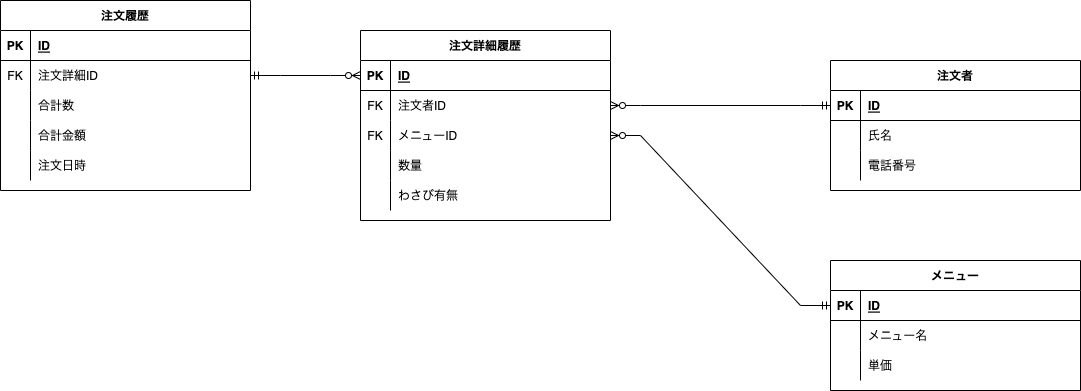 注文履歴
PK ID
FK 注文詳細ID
合計数
合計金額
注文日時
注文詳細履歴
PK ID
FK 注文者ID
FK メニューID
数量
わさび有無
注文者
PK ID
氏名
電話番号
メニュー
PK ID
メニュー名
単価